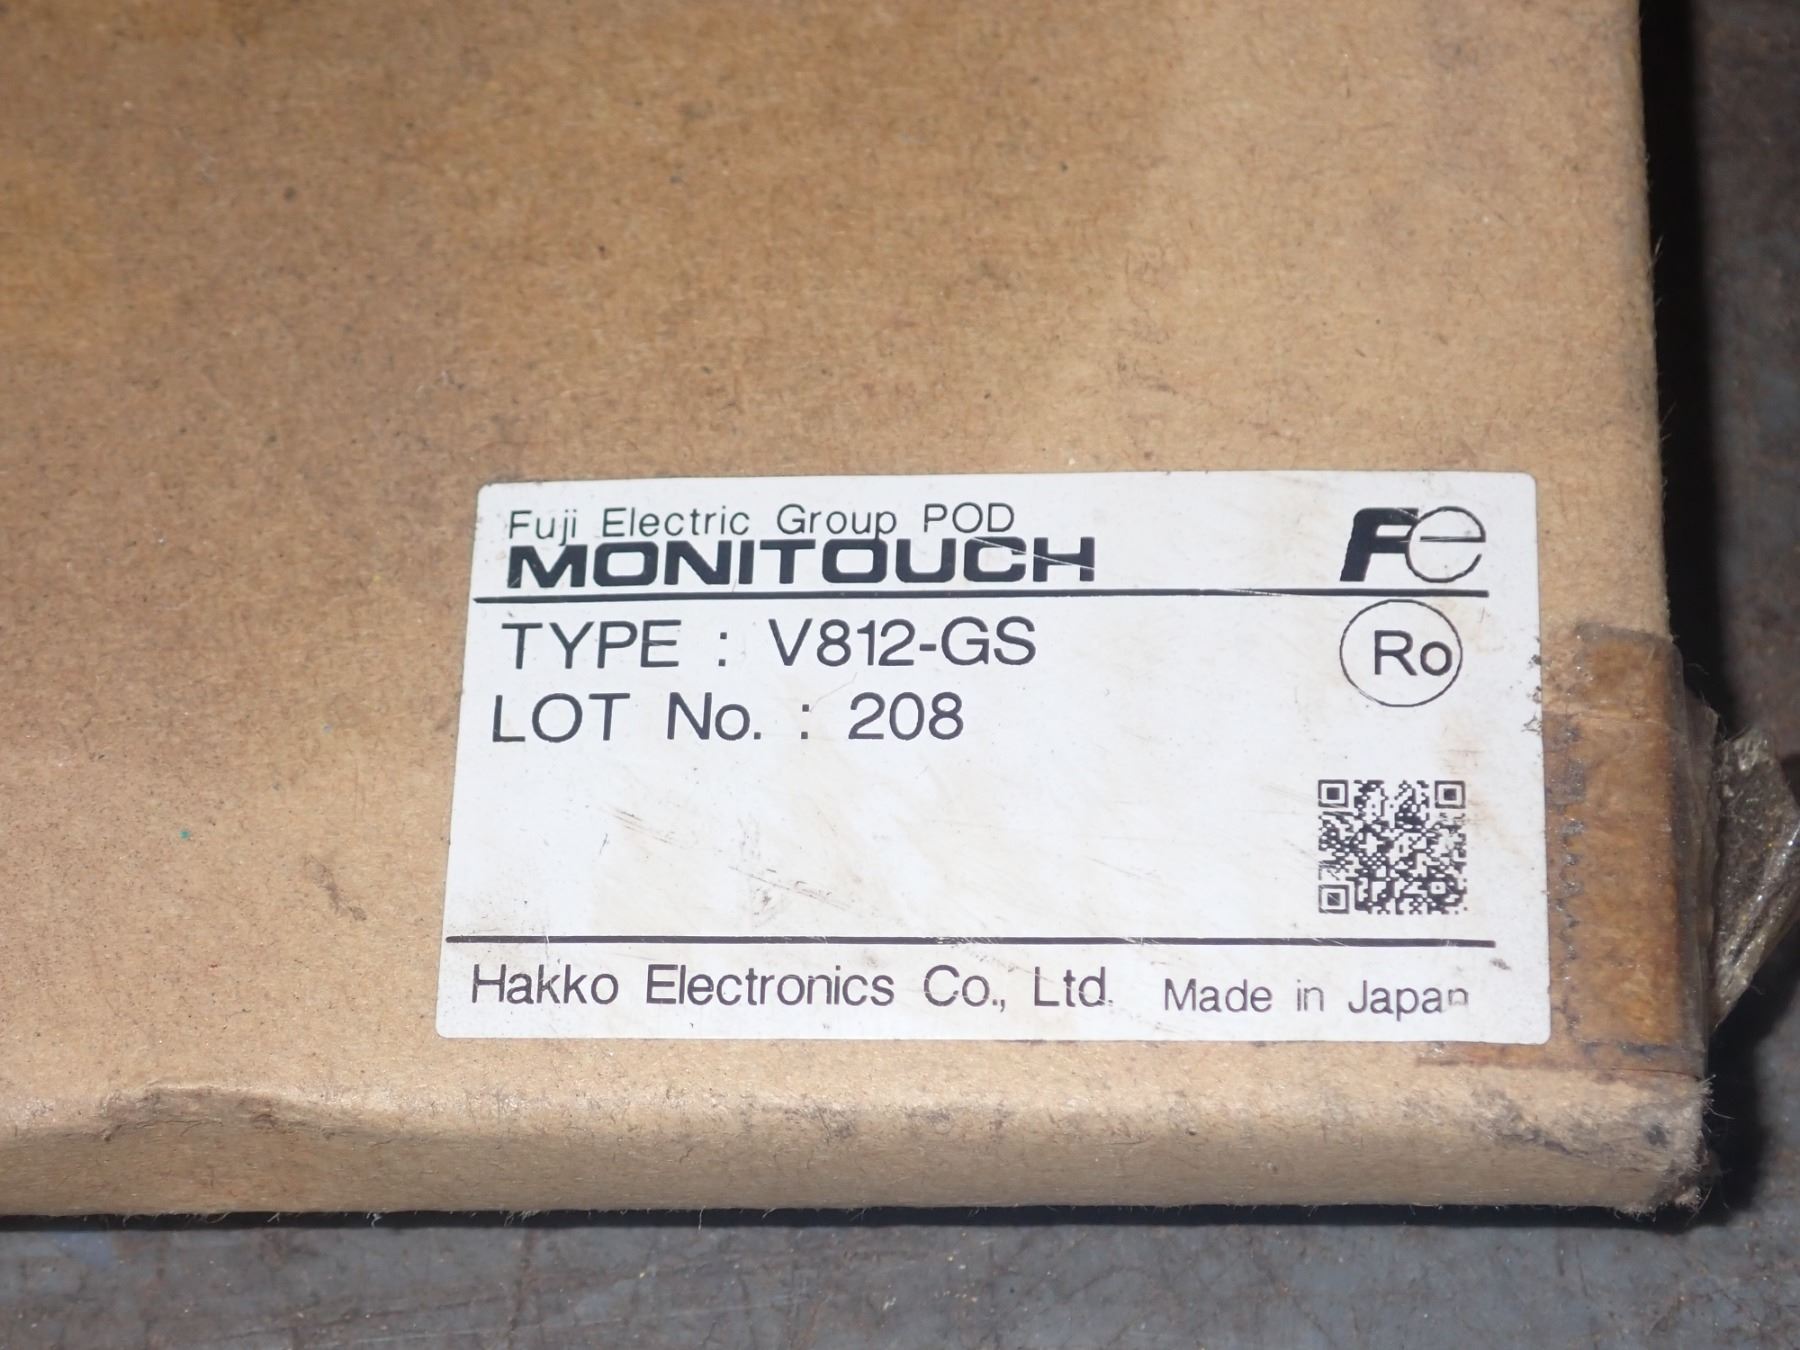 Fuji Electric Group POD
MONITOUCH
Fe
TYPE : V812-GS
Ro
LOT No. : 208
Hakko Electronics Co., Ltd. Made in Japan